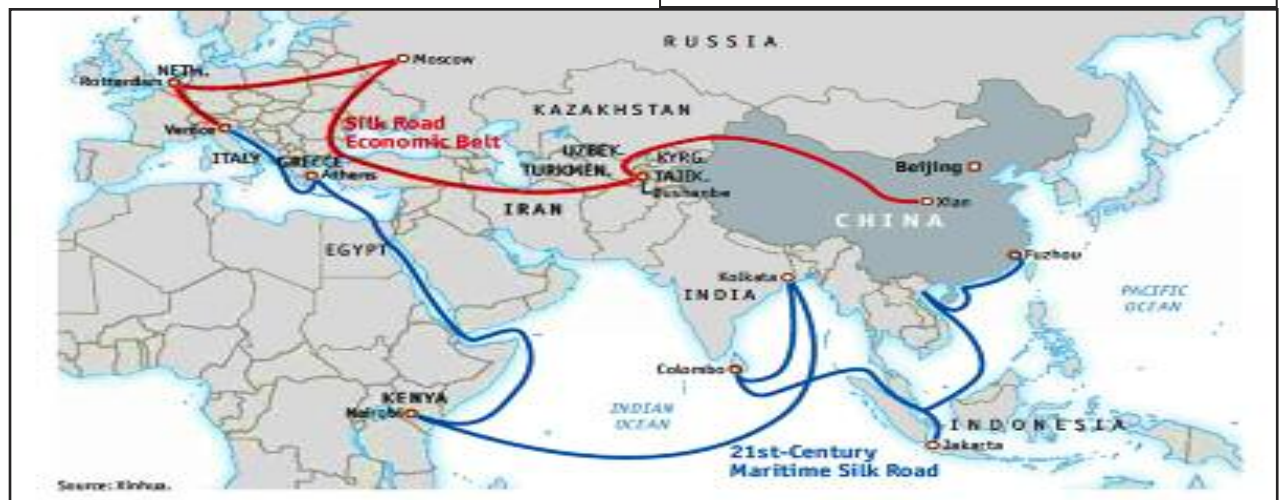 RUSSIA
Moscow
NETH.
Rotterdam
KAZAKHSTAN
Silk Road
Economic Belt
Venice
ITALY
GREECE
Athens
UZBEK.
KYRG.
TURKMEN.
TAJIK.
Dushanbe
Beijing
Xian
IRAN
CHINA
EGYPT
Fuzhou
Kolkata
INDIA
PACIFIC
OCEAN
Colombo
KENYA
Nairobi
INDIAN
OCEAN
INDONESIA
Jakarta
21st-Century
Maritime Silk Road
Source: Xinhua.